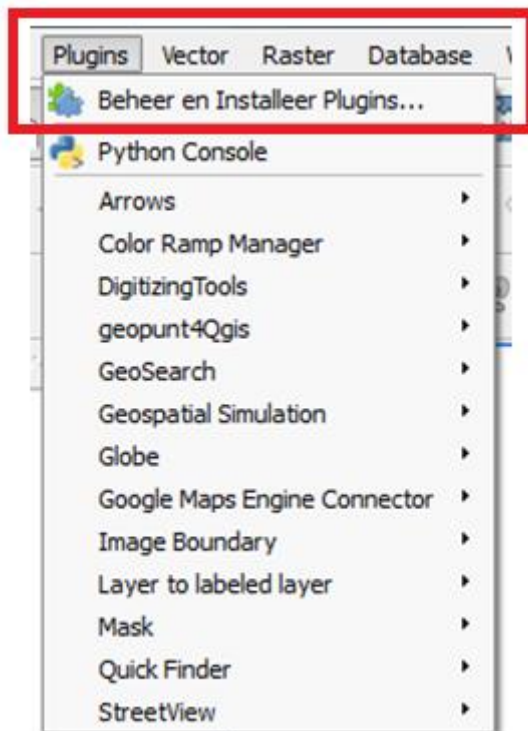 Plugins Vector Raster Database
Beheer en Installeer Plugins...
Python Console
Arrows
Color Ramp Manager
DigitizingTools
geopunt4Qgis
GeoSearch
Geospatial Simulation
Globe
Google Maps Engine Connector
Image Boundary
Layer to labeled layer
Mask
Quick Finder
StreetView